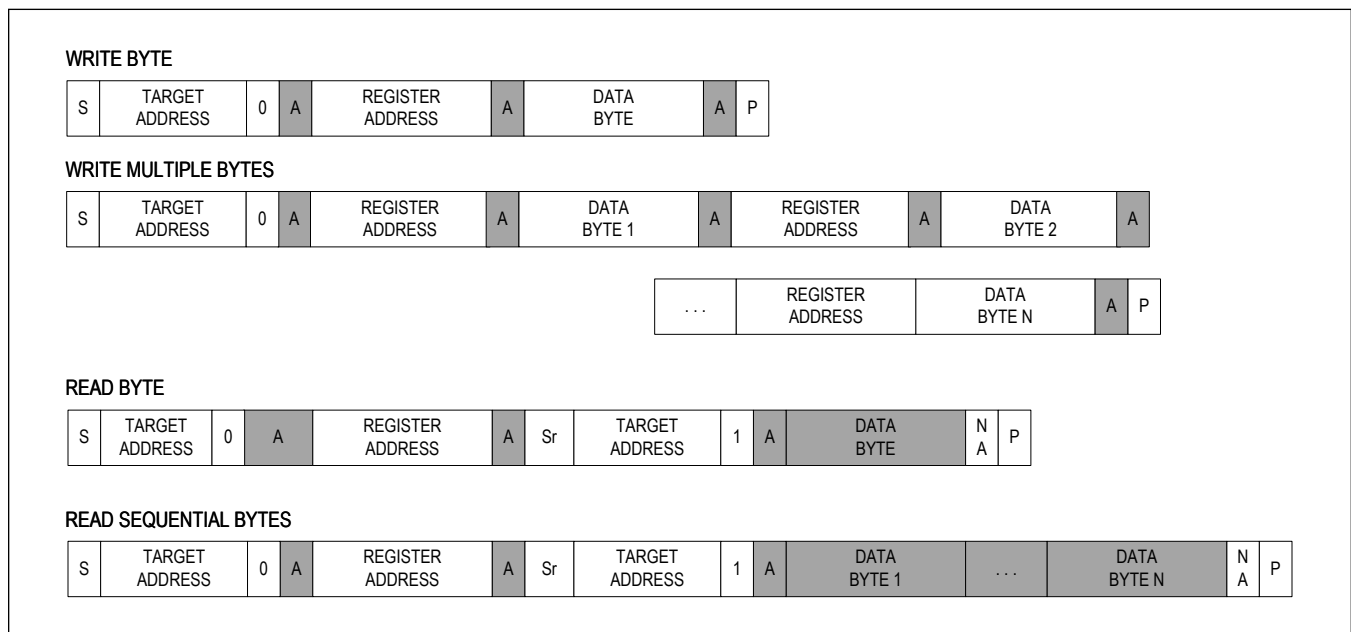 WRITE BYTE
S TARGET ADDRESS 0 A REGISTER ADDRESS A DATA BYTE A P
WRITE MULTIPLE BYTES
S TARGET ADDRESS 0 A REGISTER ADDRESS A DATA BYTE 1 A REGISTER ADDRESS A DATA BYTE 2 A
. . . REGISTER ADDRESS DATA BYTE N A P
READ BYTE
S TARGET ADDRESS 0 A REGISTER ADDRESS A Sr TARGET ADDRESS 1 A DATA BYTE N A P
READ SEQUENTIAL BYTES
S TARGET ADDRESS 0 A REGISTER ADDRESS A Sr TARGET ADDRESS 1 A DATA BYTE 1 . . . DATA BYTE N N A P